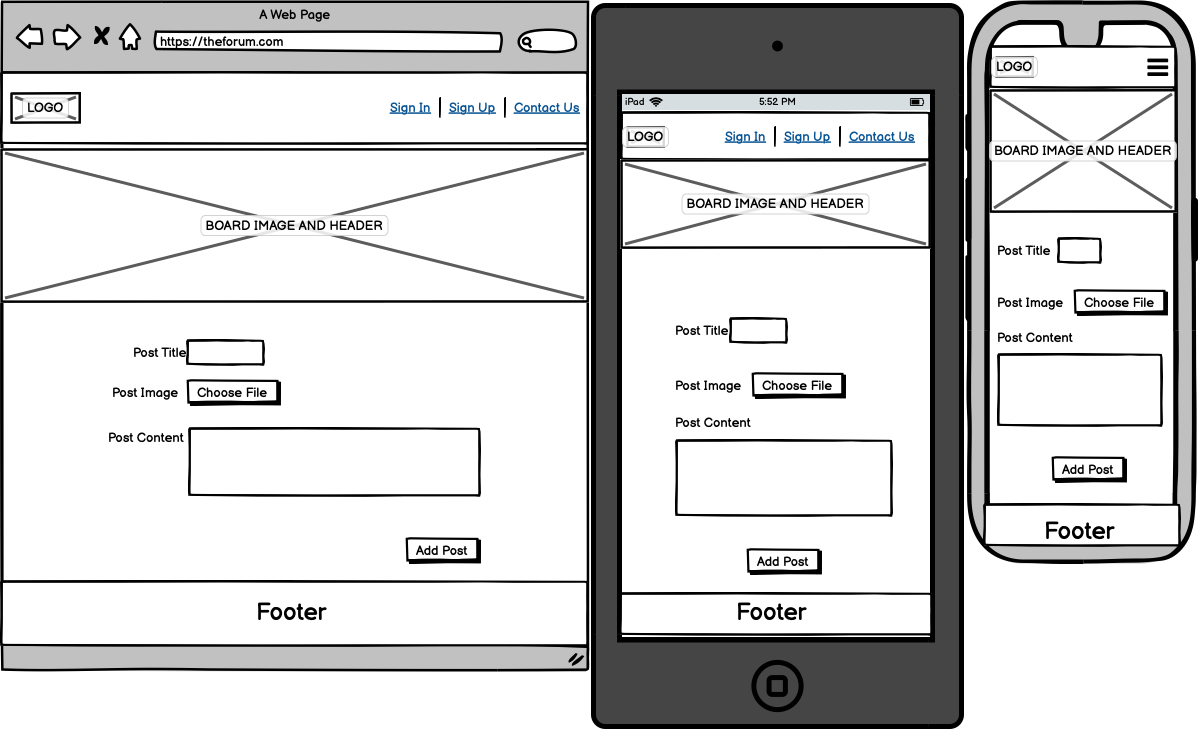 A Web Page
https://theforum.com
LOGO
Sign In
Sign Up
Contact Us
BOARD IMAGE AND HEADER
Post Title
Post Image
Choose File
Post Content
Add Post
Footer
iPad
5:52 PM
LOGO
Sign In
Sign Up
Contact Us
BOARD IMAGE AND HEADER
Post Title
Post Image
Choose File
Post Content
Add Post
Footer
LOGO
BOARD IMAGE AND HEADER
Post Title
Post Image
Choose File
Post Content
Add Post
Footer